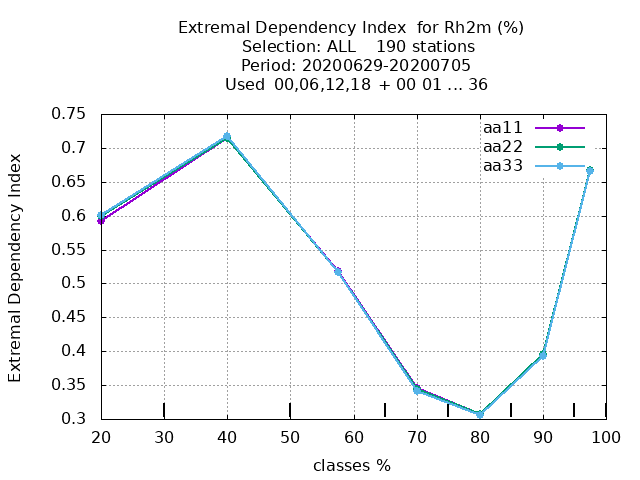 Extremal Dependency Index  for Rh2m (%)
Selection: ALL    190 stations
Period: 20200629-20200705
Used  00,06,12,18 + 00 01 ... 36
0.75
0.7
0.65
0.6
0.55
0.5
0.45
0.4
0.35
0.3
Extremal Dependency Index
aa11
aa22
aa33
20 30 40 50 60 70 80 90 100
classes %